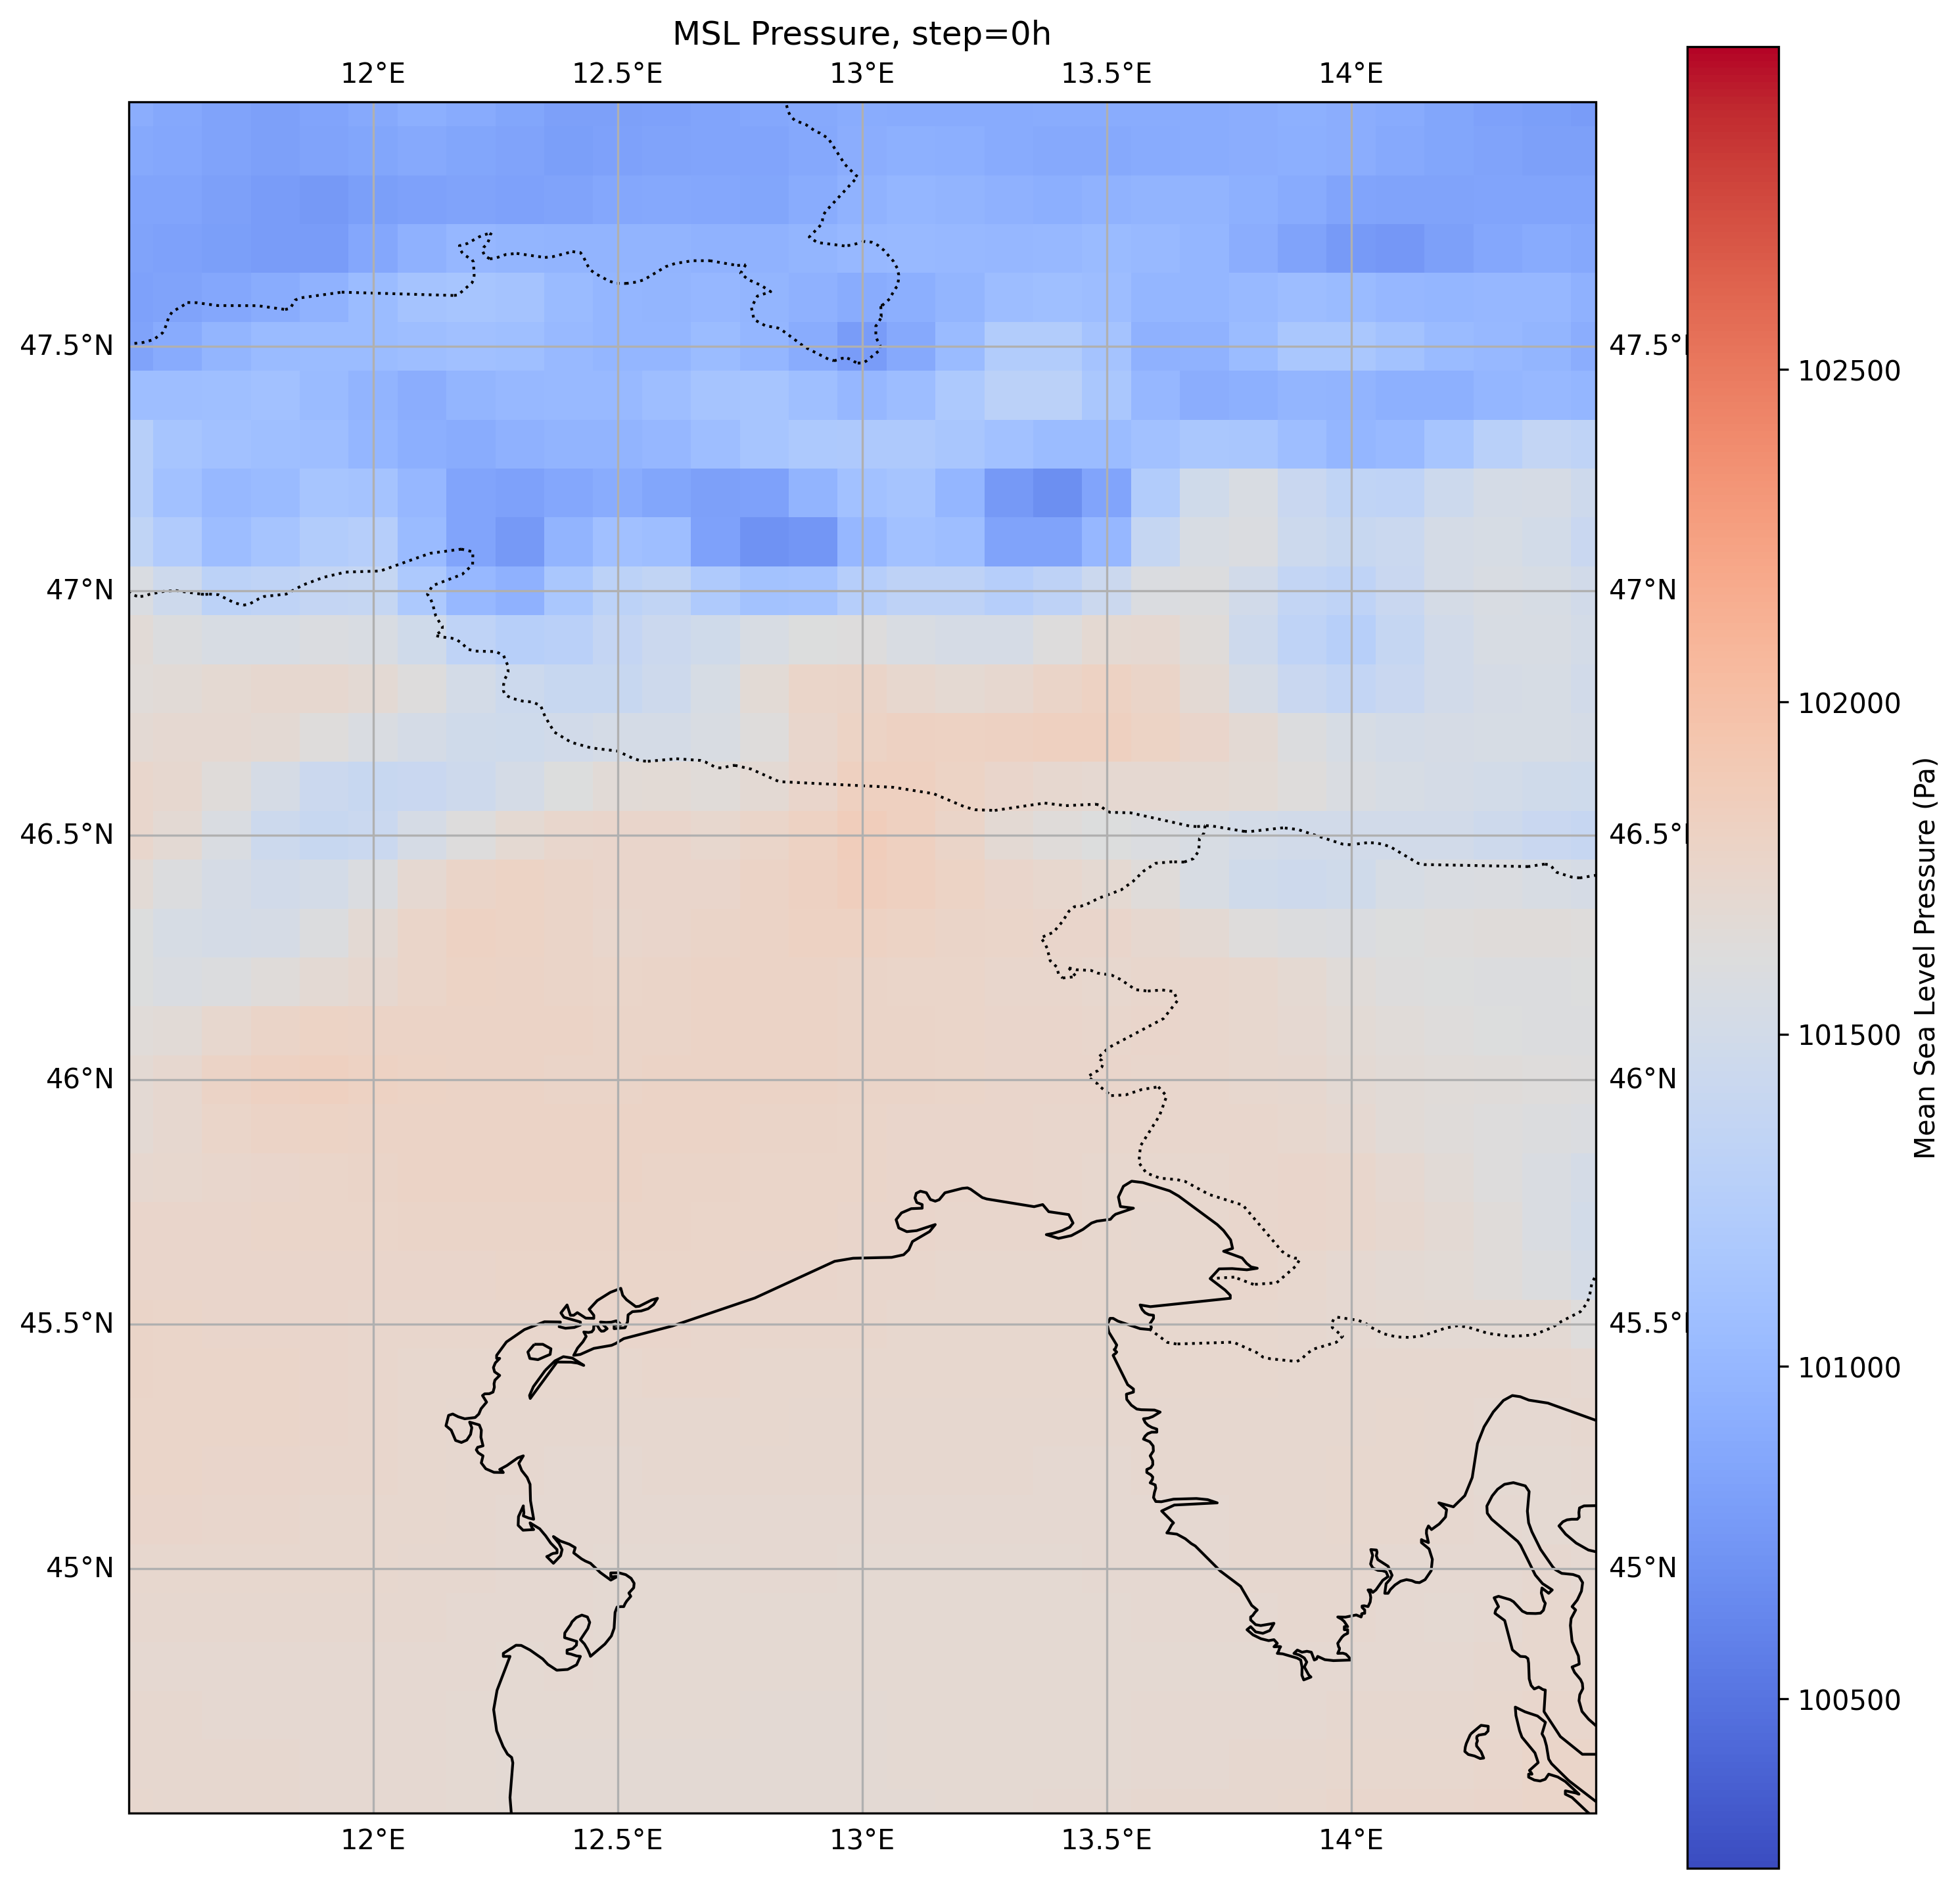 MSL Pressure, step=0h
12°E 12.5°E 13°E 13.5°E 14°E
47.5°N 47.5°
47°N 47°N
46.5°N 46.5°
46°N 46°N
45.5°N 45.5°
45°N 45°N
12°E 12.5°E 13°E 13.5°E 14°E
102500
102000
101500
101000
100500
Mean Sea Level Pressure (Pa)